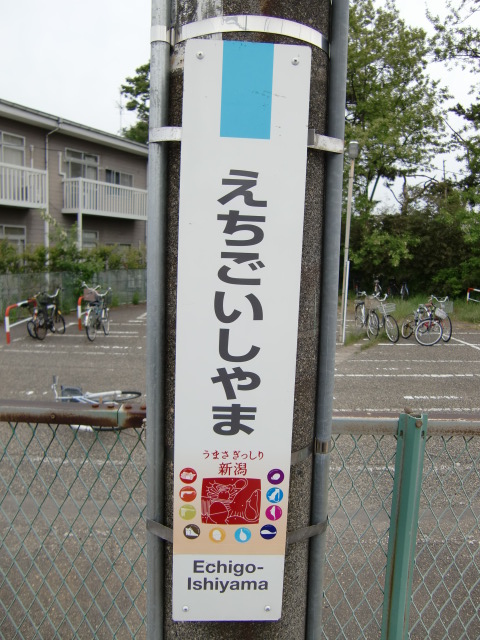 えちごいしやま
うまさぎっしり
新潟
Echigo-
Ishiyama